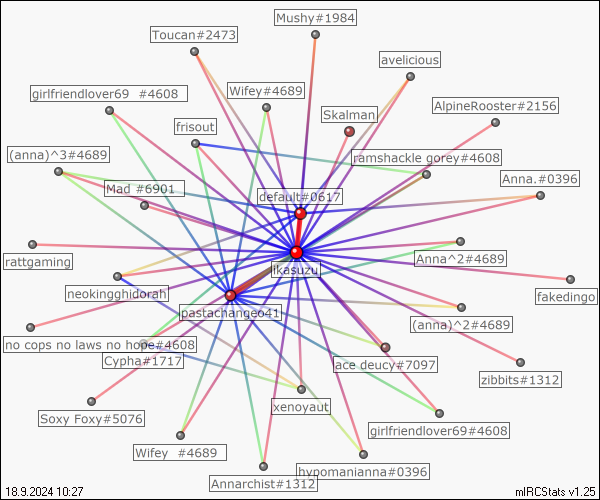 Mushy#1984
Toucan#2473
avelicious
girlfriendlover69 #4608
Wifey#4689
AlpineRooster#2156
Skalman
frisout
(anna)^3#4689
ramshackle gorey#4608
Anna.#0396
Mad #6901
default#0617
Anna^2#4689
rattgaming
likasuzu
neokingghidorah
fakedingo
pastachangeo41
(anna)^2#4689
no cops no laws no hope#4608
Cypha#1717
ace deucy#7097
zibbits#1312
xenoyaut
Soxy Foxy#5076
girlfriendlover69#4608
Wifey #4689
hypomanianna#0396
Annarchist#1312
18.9.2024 10:27
mIRCStats v1.25